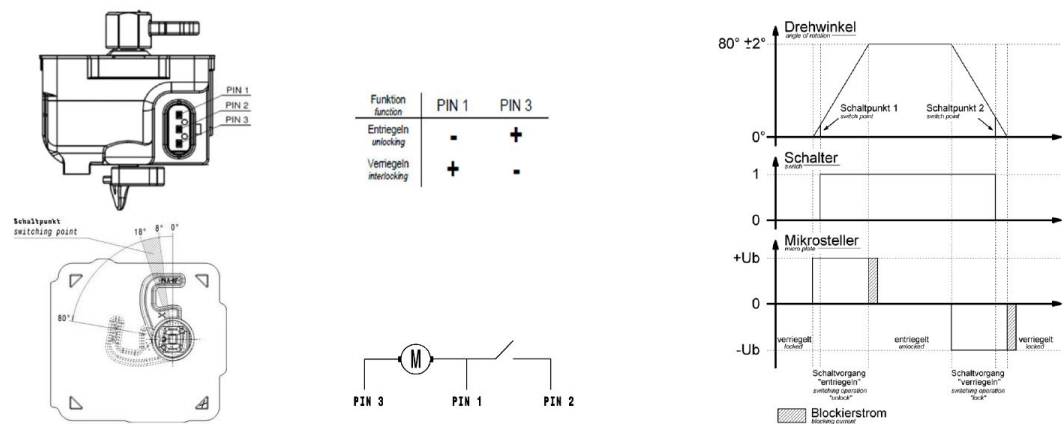 PIN 1
PIN 2
PIN 3
Funktion PIN 1 PIN 3
function
Entriegeln - +
unlocking
Verriegeln + -
interlocking
Schaltpunkt
switching point
18° 8° 0°
80°
M
PIN 3 PIN 1 PIN 2
Drehwinkel
angle of rotation
80° ±2°
Schaltpunkt 1 Schaltpunkt 2
switch point switch point
0°
Schalter
switch
1
0
Mikrosteller
+Ub
0
verriegelt entriegelt verriegelt
locked unlocked locked
-Ub
Schaltvorgang Schaltvorgang
"entriegeln" "verriegeln"
switching operation switching operation
"unlock" "lock"
Blockierstrom
blocking current